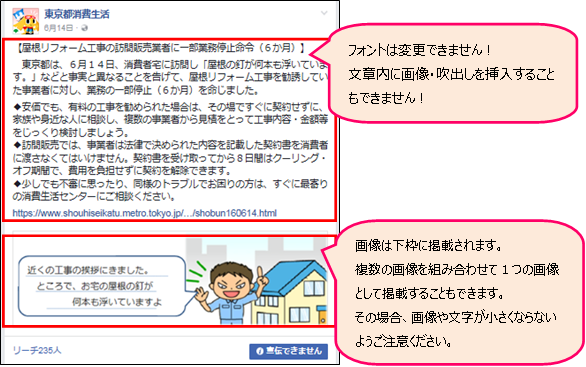 東京都消費生活
6月14日
【屋根リフォーム工事の訪問販売業者に一部業務停止命令（６か月）】
東京都は、６月１４日、消費者宅に訪問し「屋根の釘が何本も浮いていま
す。」などと事実と異なることを告げて、屋根リフォーム工事を勧誘してい
た事業者に対し、業務の一部停止（６か月）を命じました。
◆安価でも、有料の工事を勧められた場合は、その場ですぐに契約せずに、
家族や身近な人に相談し、複数の事業者から見積をとって工事内容・金額等
をじっくり検討しましょう。
◆訪問販売では、事業者は法律で決められた内容を記載した契約書を消費者
に渡さなくてはいけません。契約書を受け取ってから８日間はクーリング・
オフ期間で、費用を負担せずに契約を解除できます。
◆少しでも不審に思ったり、同様のトラブルでお困りの方は、すぐに最寄り
の消費生活センターにご相談ください。
https://www.shouhiseikatu.metro.tokyo.jp/…/shobun160614.html
フォントは変更できません！
文章内に画像・吹出しを挿入すること
もできません！
近くの工事の挨拶にきました。
ところで、お宅の屋根の釘が
何本も浮いていますよ
画像は下枠に掲載されます。
複数の画像を組み合わせて１つの画像
として掲載することもできます。
その場合、画像や文字が小さくならない
ようご注意ください。
リーチ235人
宣伝できません